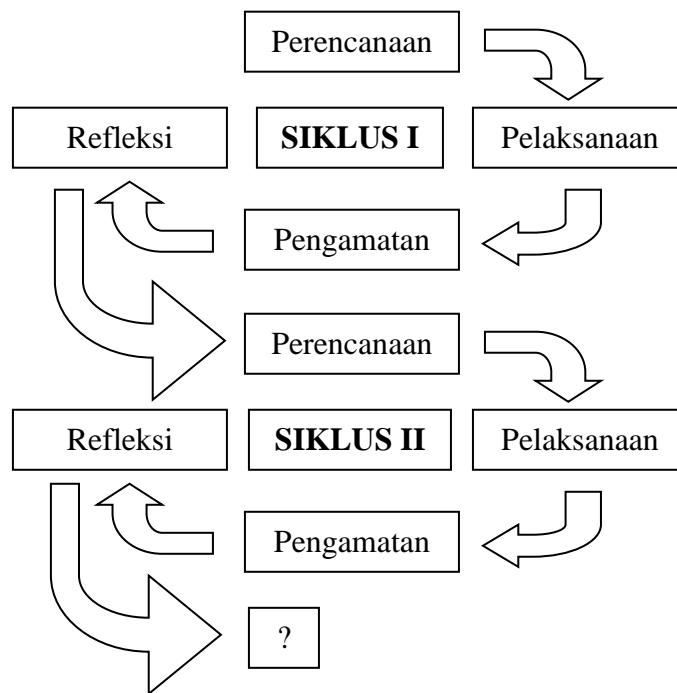 Perencanaan
Refleksi
SIKLUS I
Pelaksanaan
Pengamatan
Perencanaan
Refleksi
SIKLUS II
Pelaksanaan
Pengamatan
?